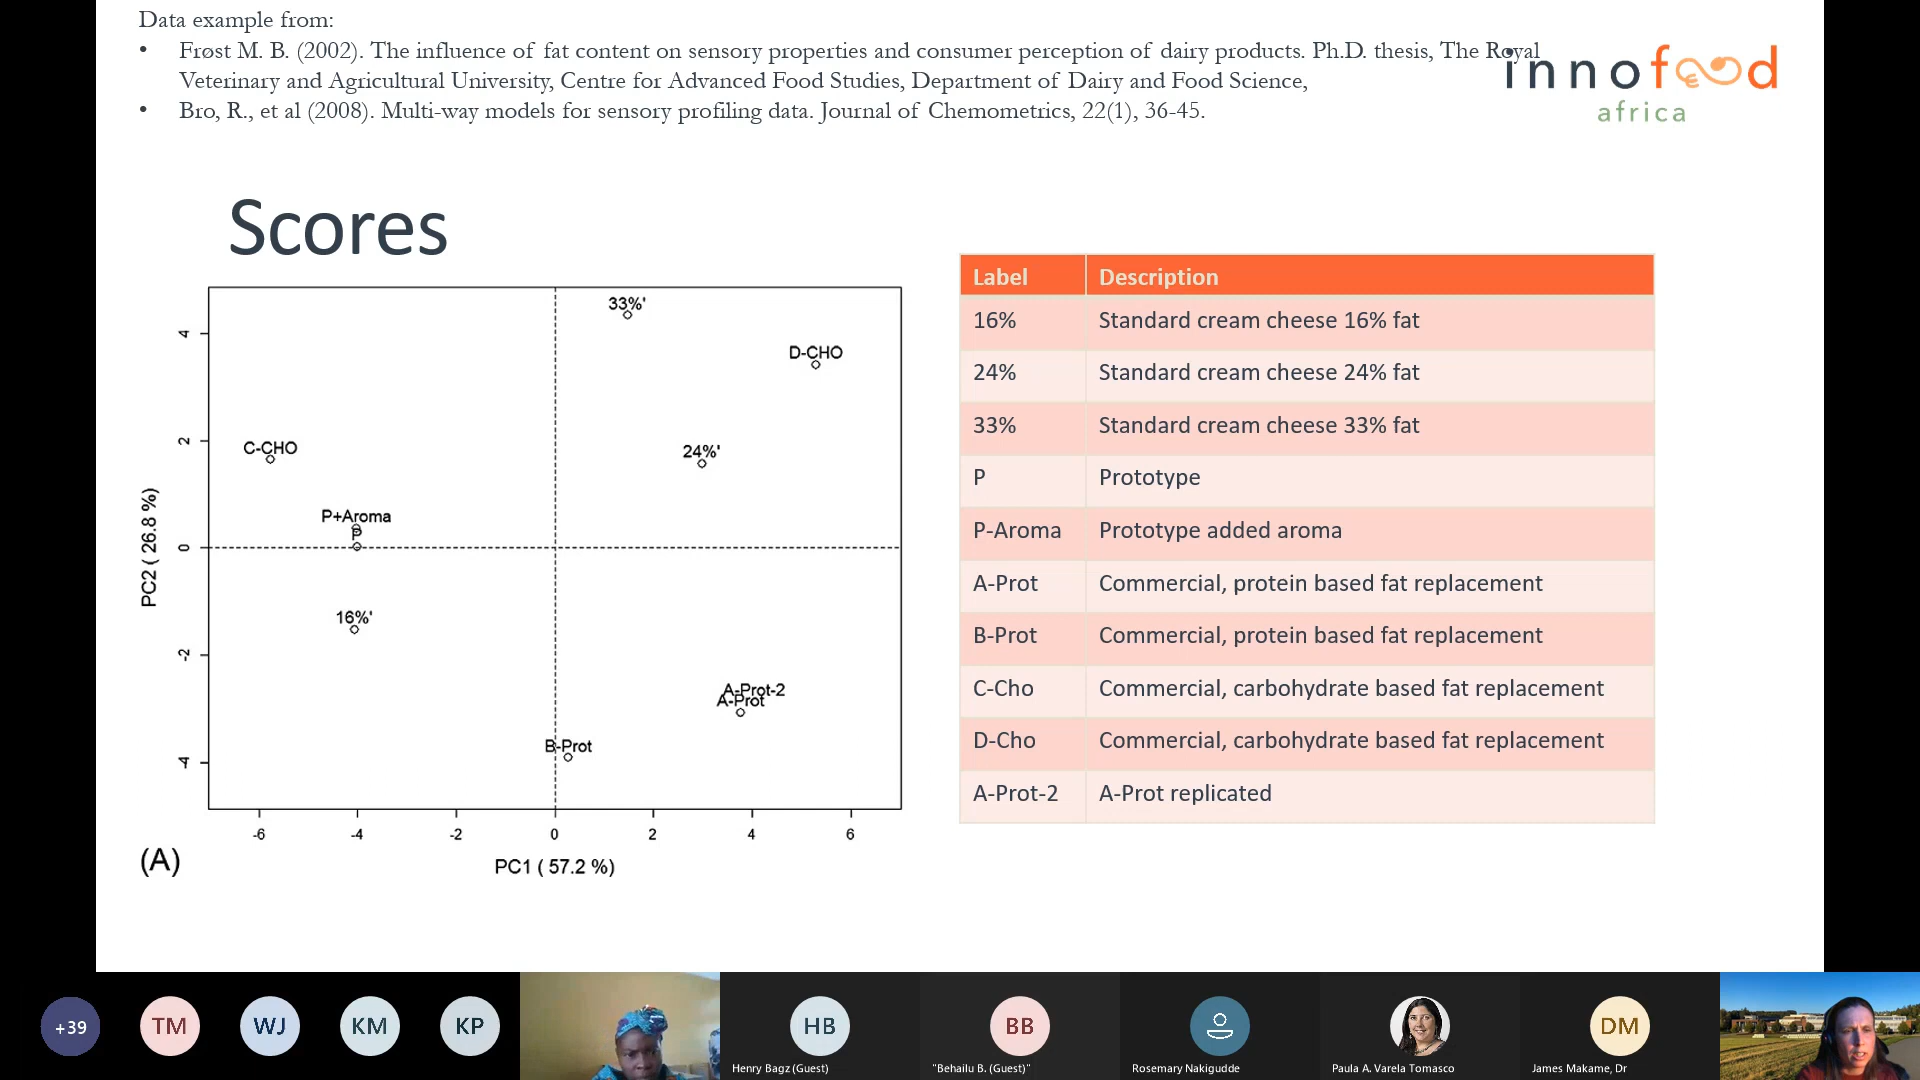 Data example from:
• Frøst M. B. (2002). The influence of fat content on sensory properties and consumer perception of dairy products. Ph.D. thesis, The Royal
Veterinary and Agricultural University, Centre for Advanced Food Studies, Department of Dairy and Food Science,
• Bro, R., et al (2008). Multi-way models for sensory profiling data. Journal of Chemometrics, 22(1), 36-45.
innofood
africa
Scores
33%'
D-CHO
24%'
C-CHO
P+Aroma
P
16%'
A-Prot-2
A-Prot
B-Prot
4
2
0
-2
-4
PC2 ( 26.8 %)
-6 -4 -2 0 2 4 6
PC1 ( 57.2 %)
(A)
Label Description
16% Standard cream cheese 16% fat
24% Standard cream cheese 24% fat
33% Standard cream cheese 33% fat
P Prototype
P-Aroma Prototype added aroma
A-Prot Commercial, protein based fat replacement
B-Prot Commercial, protein based fat replacement
C-Cho Commercial, carbohydrate based fat replacement
D-Cho Commercial, carbohydrate based fat replacement
A-Prot-2 A-Prot replicated
+39 TM WJ KM KP HB BB DM
Henry Bagz (Guest) "Behailu B. (Guest)" Rosemary Nakigudde Paula A. Varela Tomasco James Makame, Dr